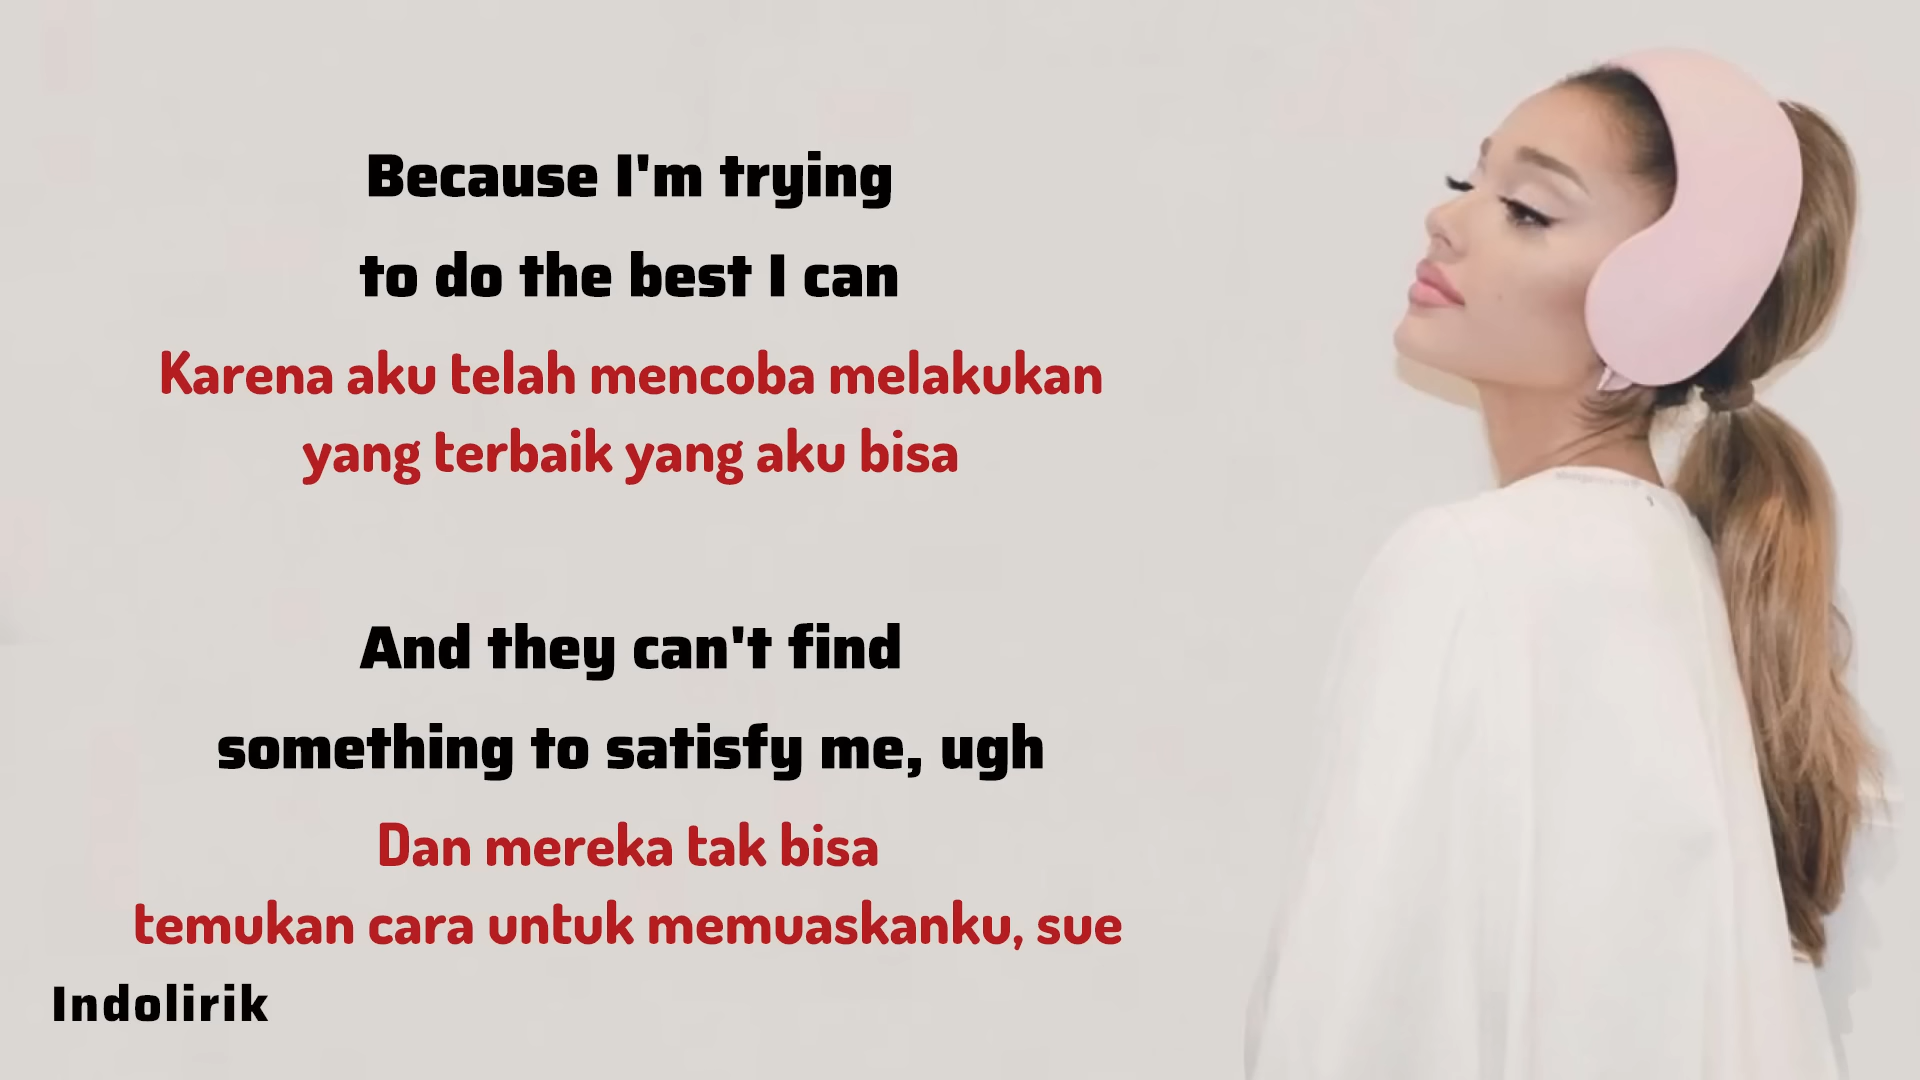 Because I'm trying
to do the best I can
Karena aku telah mencoba melakukan
yang terbaik yang aku bisa
And they can't find
something to satisfy me, ugh
Dan mereka tak bisa
temukan cara untuk memuaskanku, sue
Indolirik